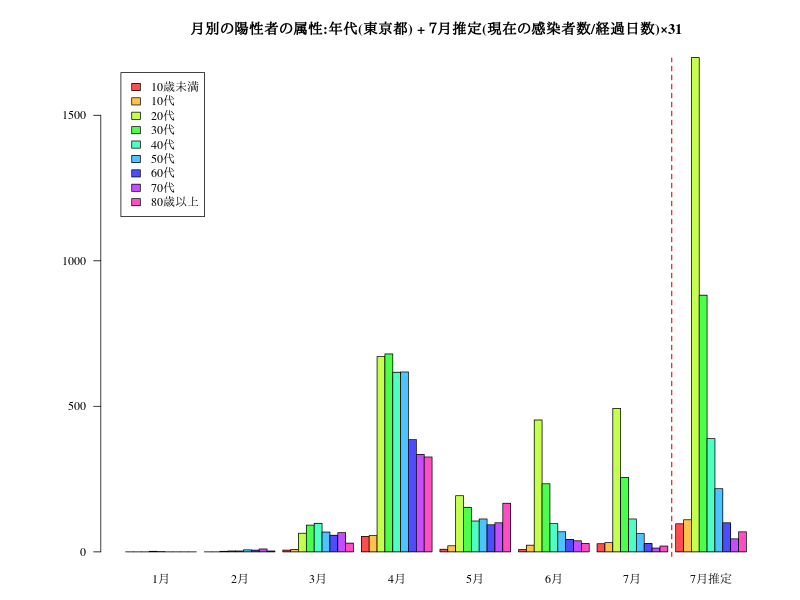 月別の陽性者の属性:年代(東京都) + 7月推定(現在の感染者数/経過日数)×31
10歳未満
10代
20代
30代
40代
50代
60代
70代
80歳以上
1500
1000
500
0
1月 2月 3月 4月 5月 6月 7月 7月推定